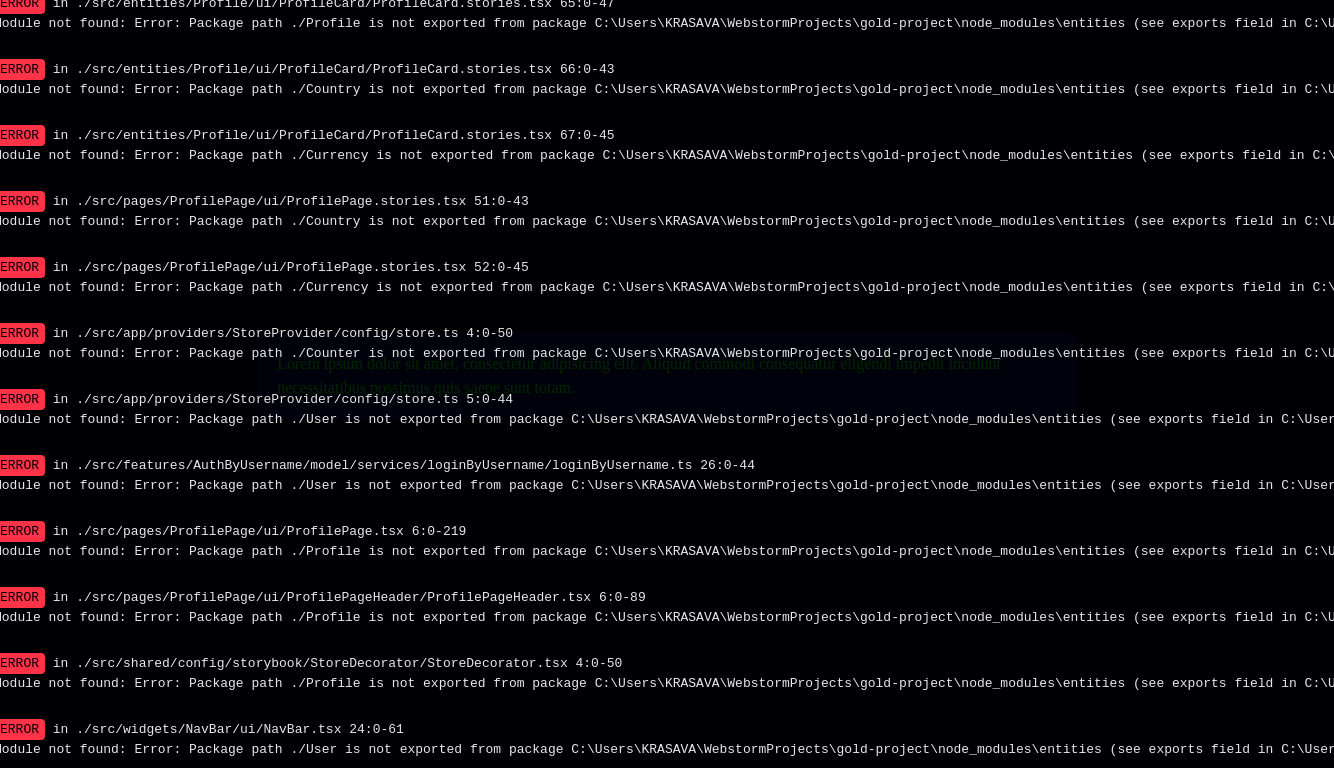 ERROR in ./src/entities/Profile/ui/ProfileCard/ProfileCard.stories.tsx 65:0-47
Module not found: Error: Package path ./Profile is not exported from package C:\Users\KRASAVA\WebstormProjects\gold-project\node_modules\entities (see exports field in C:\U
ERROR in ./src/entities/Profile/ui/ProfileCard/ProfileCard.stories.tsx 66:0-43
Module not found: Error: Package path ./Country is not exported from package C:\Users\KRASAVA\WebstormProjects\gold-project\node_modules\entities (see exports field in C:\U
ERROR in ./src/entities/Profile/ui/ProfileCard/ProfileCard.stories.tsx 67:0-45
Module not found: Error: Package path ./Currency is not exported from package C:\Users\KRASAVA\WebstormProjects\gold-project\node_modules\entities (see exports field in C:\
ERROR in ./src/pages/ProfilePage/ui/ProfilePage.stories.tsx 51:0-43
Module not found: Error: Package path ./Country is not exported from package C:\Users\KRASAVA\WebstormProjects\gold-project\node_modules\entities (see exports field in C:\U
ERROR in ./src/pages/ProfilePage/ui/ProfilePage.stories.tsx 52:0-45
Module not found: Error: Package path ./Currency is not exported from package C:\Users\KRASAVA\WebstormProjects\gold-project\node_modules\entities (see exports field in C:\
ERROR in ./src/app/providers/StoreProvider/config/store.ts 4:0-50
Module not found: Error: Package path ./Counter is not exported from package C:\Users\KRASAVA\WebstormProjects\gold-project\node_modules\entities (see exports field in C:\U
Lorem ipsum dolor sit amet, consectetur adipisicing elit. Aliquid commodi consequatur eligendi impedit incidunt
necessitatibus possimus quis saepe sunt totam.
ERROR in ./src/app/providers/StoreProvider/config/store.ts 5:0-44
Module not found: Error: Package path ./User is not exported from package C:\Users\KRASAVA\WebstormProjects\gold-project\node_modules\entities (see exports field in C:\User
ERROR in ./src/features/AuthByUsername/model/services/loginByUsername/loginByUsername.ts 26:0-44
Module not found: Error: Package path ./User is not exported from package C:\Users\KRASAVA\WebstormProjects\gold-project\node_modules\entities (see exports field in C:\User
ERROR in ./src/pages/ProfilePage/ui/ProfilePage.tsx 6:0-219
Module not found: Error: Package path ./Profile is not exported from package C:\Users\KRASAVA\WebstormProjects\gold-project\node_modules\entities (see exports field in C:\U
ERROR in ./src/pages/ProfilePage/ui/ProfilePageHeader/ProfilePageHeader.tsx 6:0-89
Module not found: Error: Package path ./Profile is not exported from package C:\Users\KRASAVA\WebstormProjects\gold-project\node_modules\entities (see exports field in C:\U
ERROR in ./src/shared/config/storybook/StoreDecorator/StoreDecorator.tsx 4:0-50
Module not found: Error: Package path ./Profile is not exported from package C:\Users\KRASAVA\WebstormProjects\gold-project\node_modules\entities (see exports field in C:\U
ERROR in ./src/widgets/NavBar/ui/NavBar.tsx 24:0-61
Module not found: Error: Package path ./User is not exported from package C:\Users\KRASAVA\WebstormProjects\gold-project\node_modules\entities (see exports field in C:\User